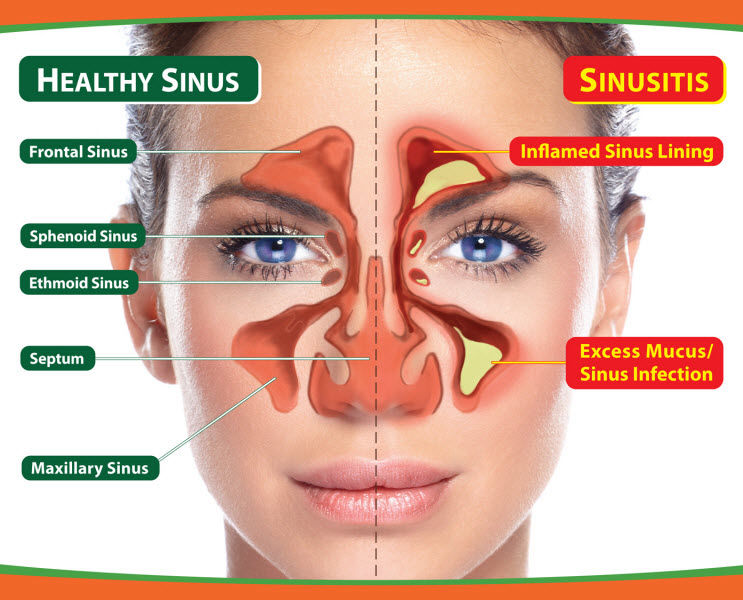 HEALTHY SINUS
SINUSITIS
Frontal Sinus
Inflamed Sinus Lining
Sphenoid Sinus
Ethmoid Sinus
Septum
Excess Mucus/
Sinus Infection
Maxillary Sinus